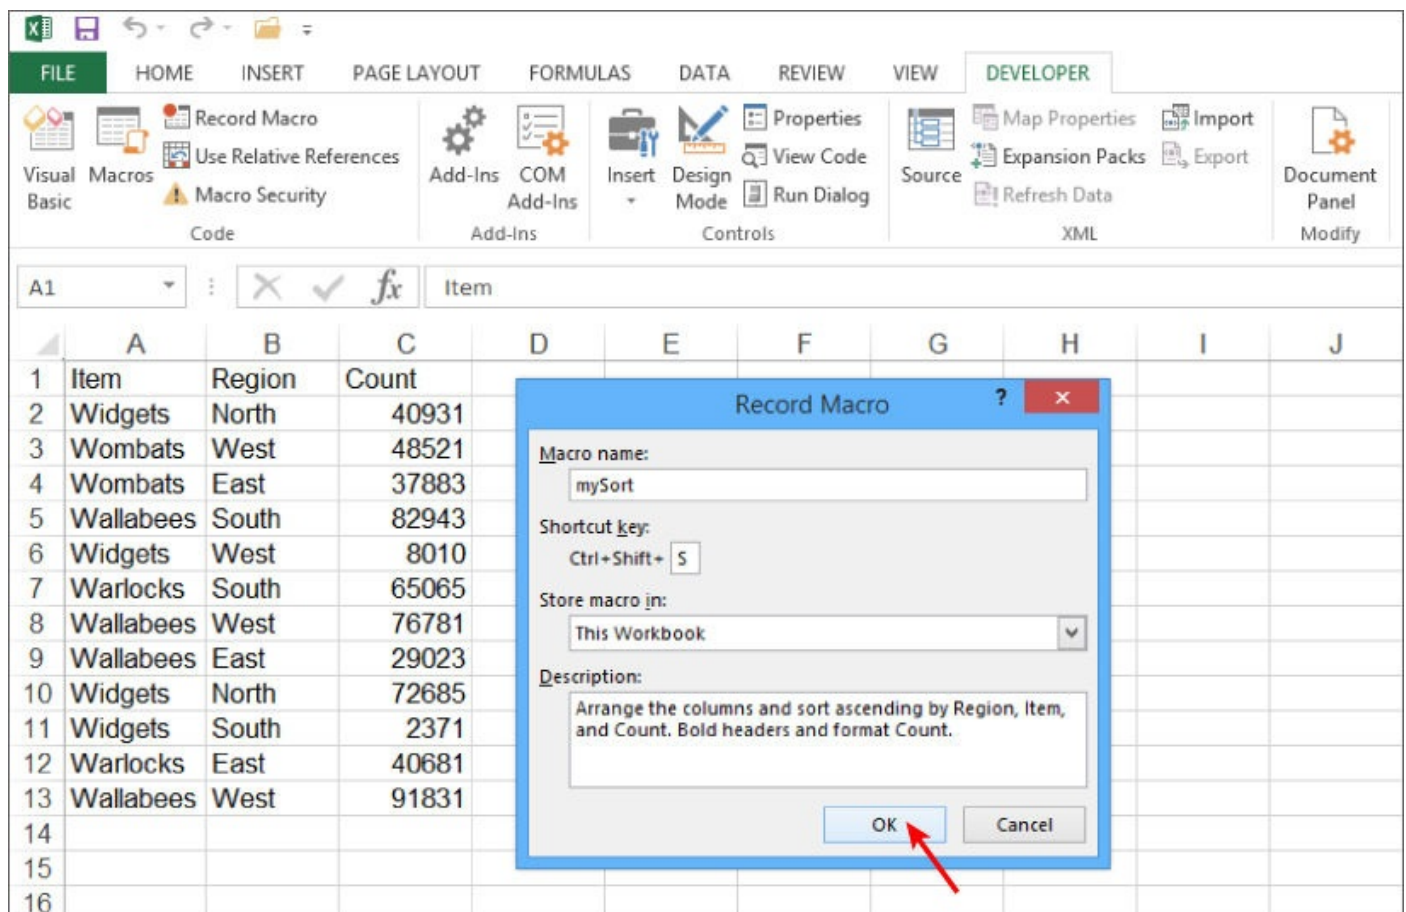 FILE HOME INSERT PAGE LAYOUT FORMULAS DATA REVIEW VIEW DEVELOPER
Visual Basic
Macros
Record Macro
Use Relative References
Macro Security
Code
Add-Ins
COM Add-Ins
Add-Ins
Insert
Design Mode
Properties
View Code
Run Dialog
Controls
Source
Map Properties
Expansion Packs
Refresh Data
Import
Export
XML
Document Panel
Modify
A1 fx Item
A B C D E F G H I J
1 Item Region Count
2 Widgets North 40931
3 Wombats West 48521
4 Wombats East 37883
5 Wallabees South 82943
6 Widgets West 8010
7 Warlocks South 65065
8 Wallabees West 76781
9 Wallabees East 29023
10 Widgets North 72685
11 Widgets South 2371
12 Warlocks East 40681
13 Wallabees West 91831
14
15
16
Record Macro ?
Macro name:
mySort
Shortcut key:
Ctrl+Shift+ S
Store macro in:
This Workbook
Description:
Arrange the columns and sort ascending by Region, Item,
and Count. Bold headers and format Count.
OK Cancel